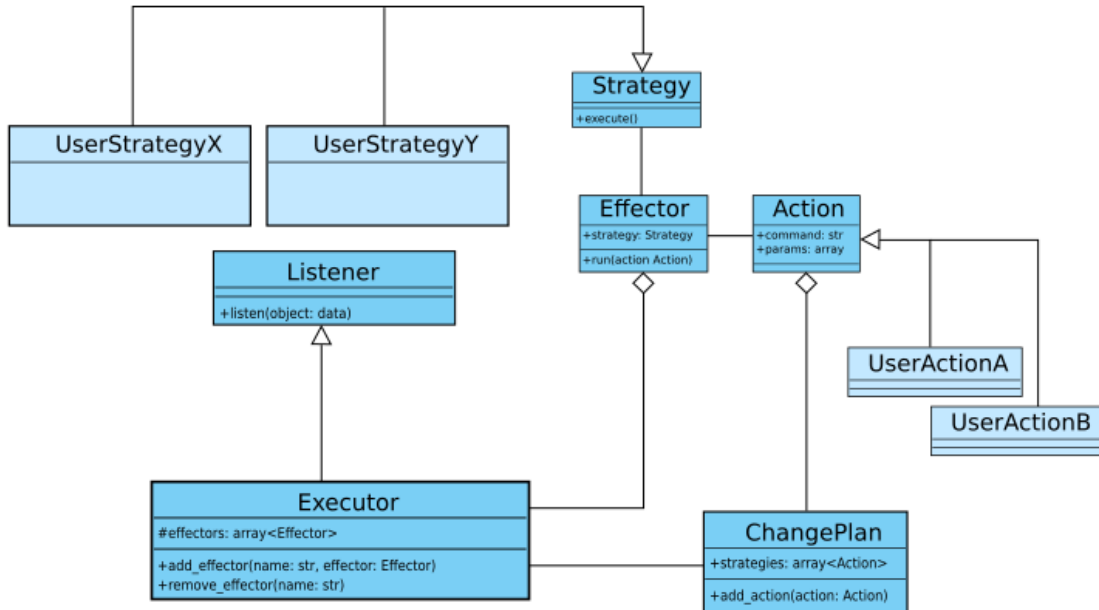 Strategy
+execute()
UserStrategyX
UserStrategyY
Effector
+strategy: Strategy
+run(action Action)
Action
+command: str
+params: array
Listener
+listen(object: data)
UserActionA
UserActionB
Executor
#effectors: array<Effector>
+add_effector(name: str, effector: Effector)
+remove_effector(name: str)
ChangePlan
+strategies: array<Action>
+add_action(action: Action)